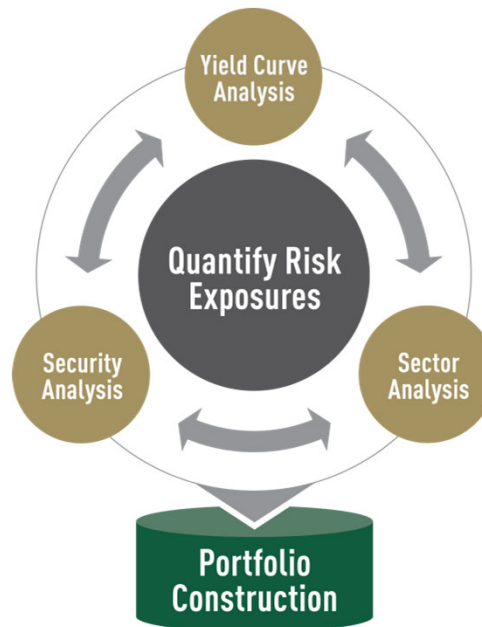 Yield Curve
Analysis
Quantify Risk
Exposures
Security
Analysis
Sector
Analysis
Portfolio
Construction